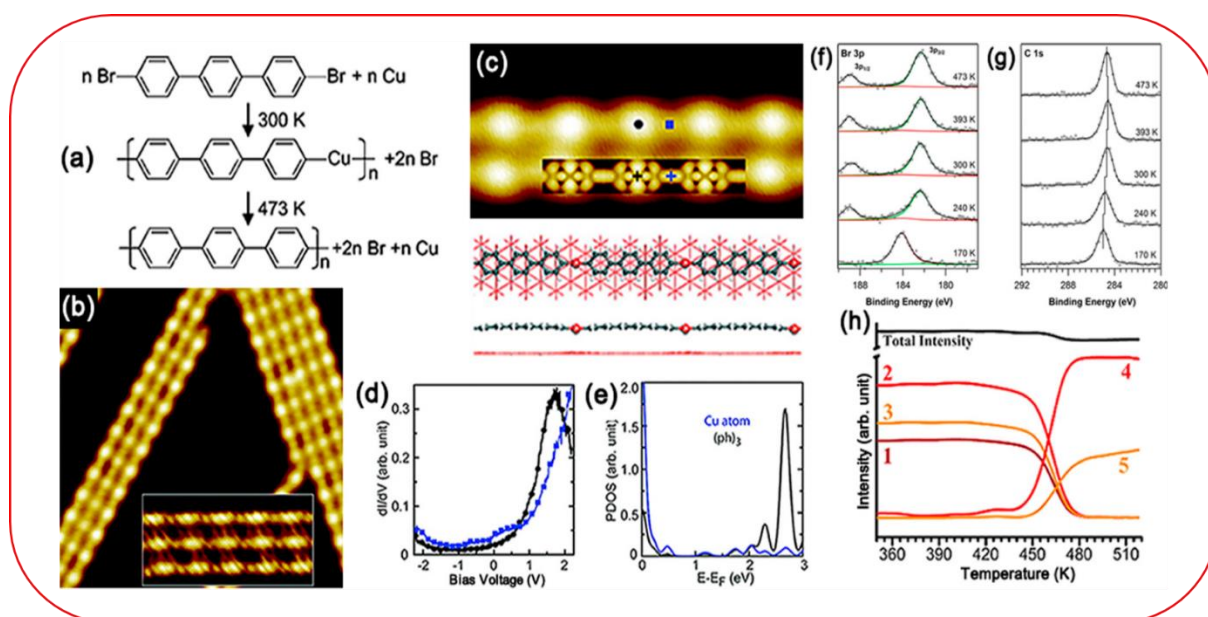 (a)
n Br
Br + n Cu
300 K
Cu
n
+2n Br
473 K
n
+2n Br +n Cu
(b)
(c)
(d)
dI/dV (arb. unit)
0.3
0.2
0.1
0
-2
-1
0
1
2
Bias Voltage (V)
(e)
PDOS (arb. unit)
2.0
1.5
1.0
0.5
0
Cu atom
(ph)3
0
1
2
3
E-EF (eV)
(f)
Br 3p
3p1/2
3p3/2
473 K
393 K
300 K
240 K
170 K
188
184
180
Binding Energy (eV)
(g)
C 1s
473 K
393 K
300 K
240 K
170 K
292
288
284
280
Binding Energy (eV)
(h)
Total Intensity
2
3
1
4
5
Intensity (arb. unit)
360
390
420
450
480
510
Temperature (K)